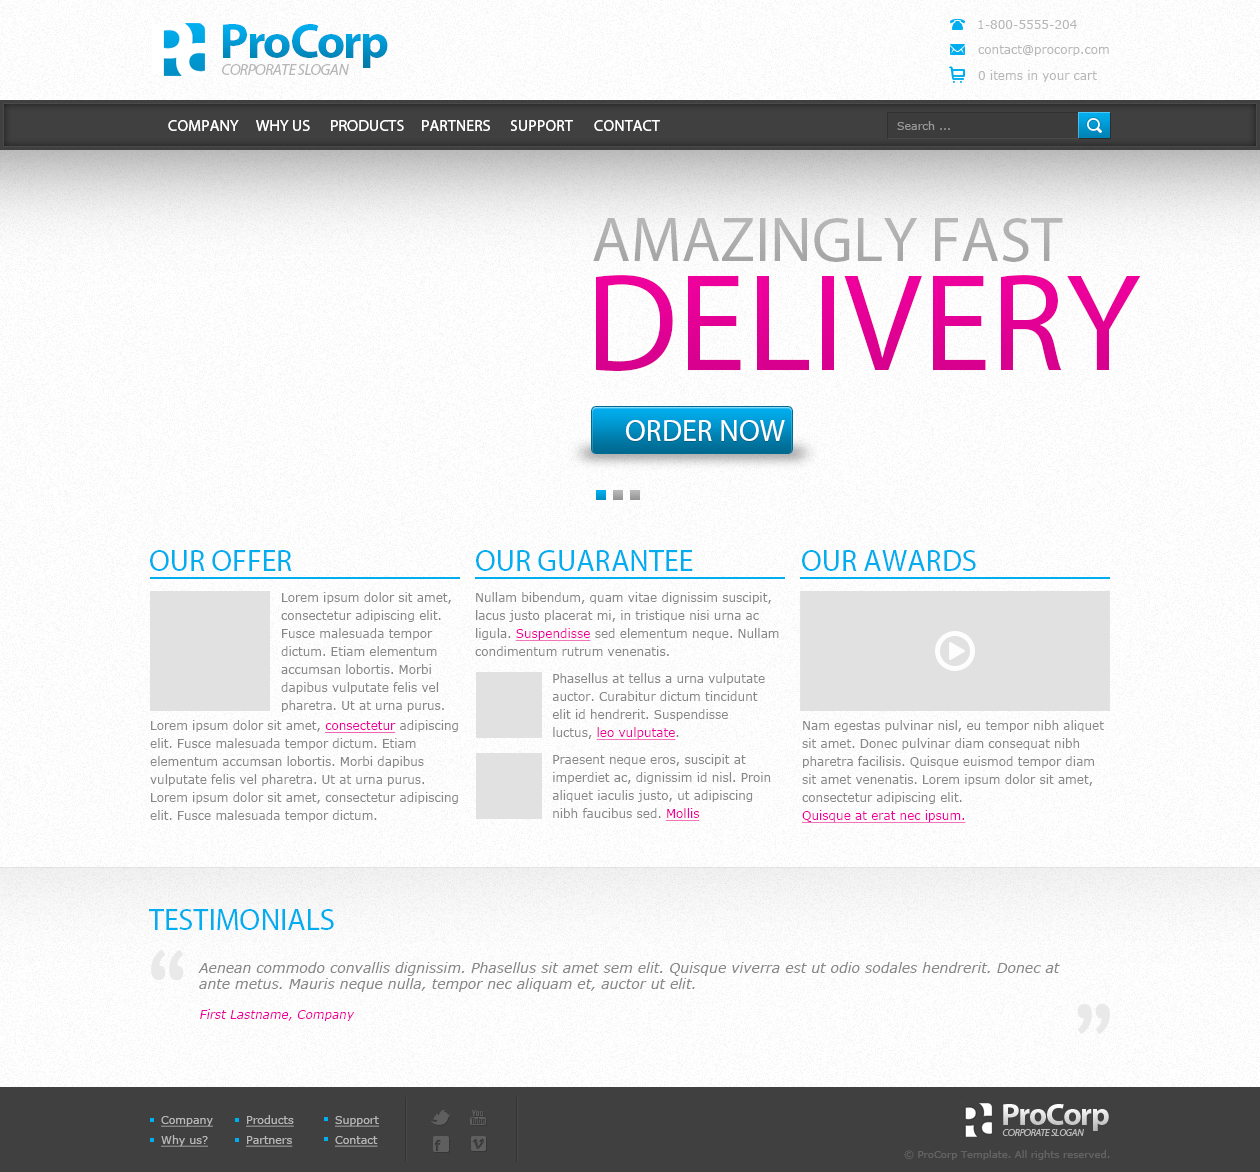 ProCorp
CORPORATE SLOGAN
1-800-5555-204
contact@procorp.com
0 items in your cart
COMPANY WHY US PRODUCTS PARTNERS SUPPORT CONTACT
Search ...
AMAZINGLY FAST
DELIVERY
ORDER NOW
OUR OFFER
Lorem ipsum dolor sit amet,
consectetur adipiscing elit.
Fusce malesuada tempor
dictum. Etiam elementum
accumsan lobortis. Morbi
dapibus vulputate felis vel
pharetra. Ut at urna purus.
Lorem ipsum dolor sit amet, consectetur adipiscing
elit. Fusce malesuada tempor dictum. Etiam
elementum accumsan lobortis. Morbi dapibus
vulputate felis vel pharetra. Ut at urna purus.
Lorem ipsum dolor sit amet, consectetur adipiscing
elit. Fusce malesuada tempor dictum.
OUR GUARANTEE
Nullam bibendum, quam vitae dignissim suscipit,
lacus justo placerat mi, in tristique nisi urna ac
ligula. Suspendisse sed elementum neque. Nullam
condimentum rutrum venenatis.
Phasellus at tellus a urna vulputate
auctor. Curabitur dictum tincidunt
elit id hendrerit. Suspendisse
luctus, leo vulputate.
Praesent neque eros, suscipit at
imperdiet ac, dignissim id nisl. Proin
aliquet iaculis justo, ut adipiscing
nibh faucibus sed. Mollis
OUR AWARDS
Nam egestas pulvinar nisl, eu tempor nibh aliquet
sit amet. Donec pulvinar diam consequat nibh
pharetra facilisis. Quisque euismod tempor diam
sit amet venenatis. Lorem ipsum dolor sit amet,
consectetur adipiscing elit.
Quisque at erat nec ipsum.
TESTIMONIALS
“
Aenean commodo convallis dignissim. Phasellus sit amet sem elit. Quisque viverra est ut odio sodales hendrerit. Donec at
ante metus. Mauris neque nulla, tempor nec aliquam et, auctor ut elit.
First Lastname, Company
”
Company Products Support
Why us? Partners Contact
You
Tube
ProCorp
CORPORATE SLOGAN
© ProCorp Template. All rights reserved.